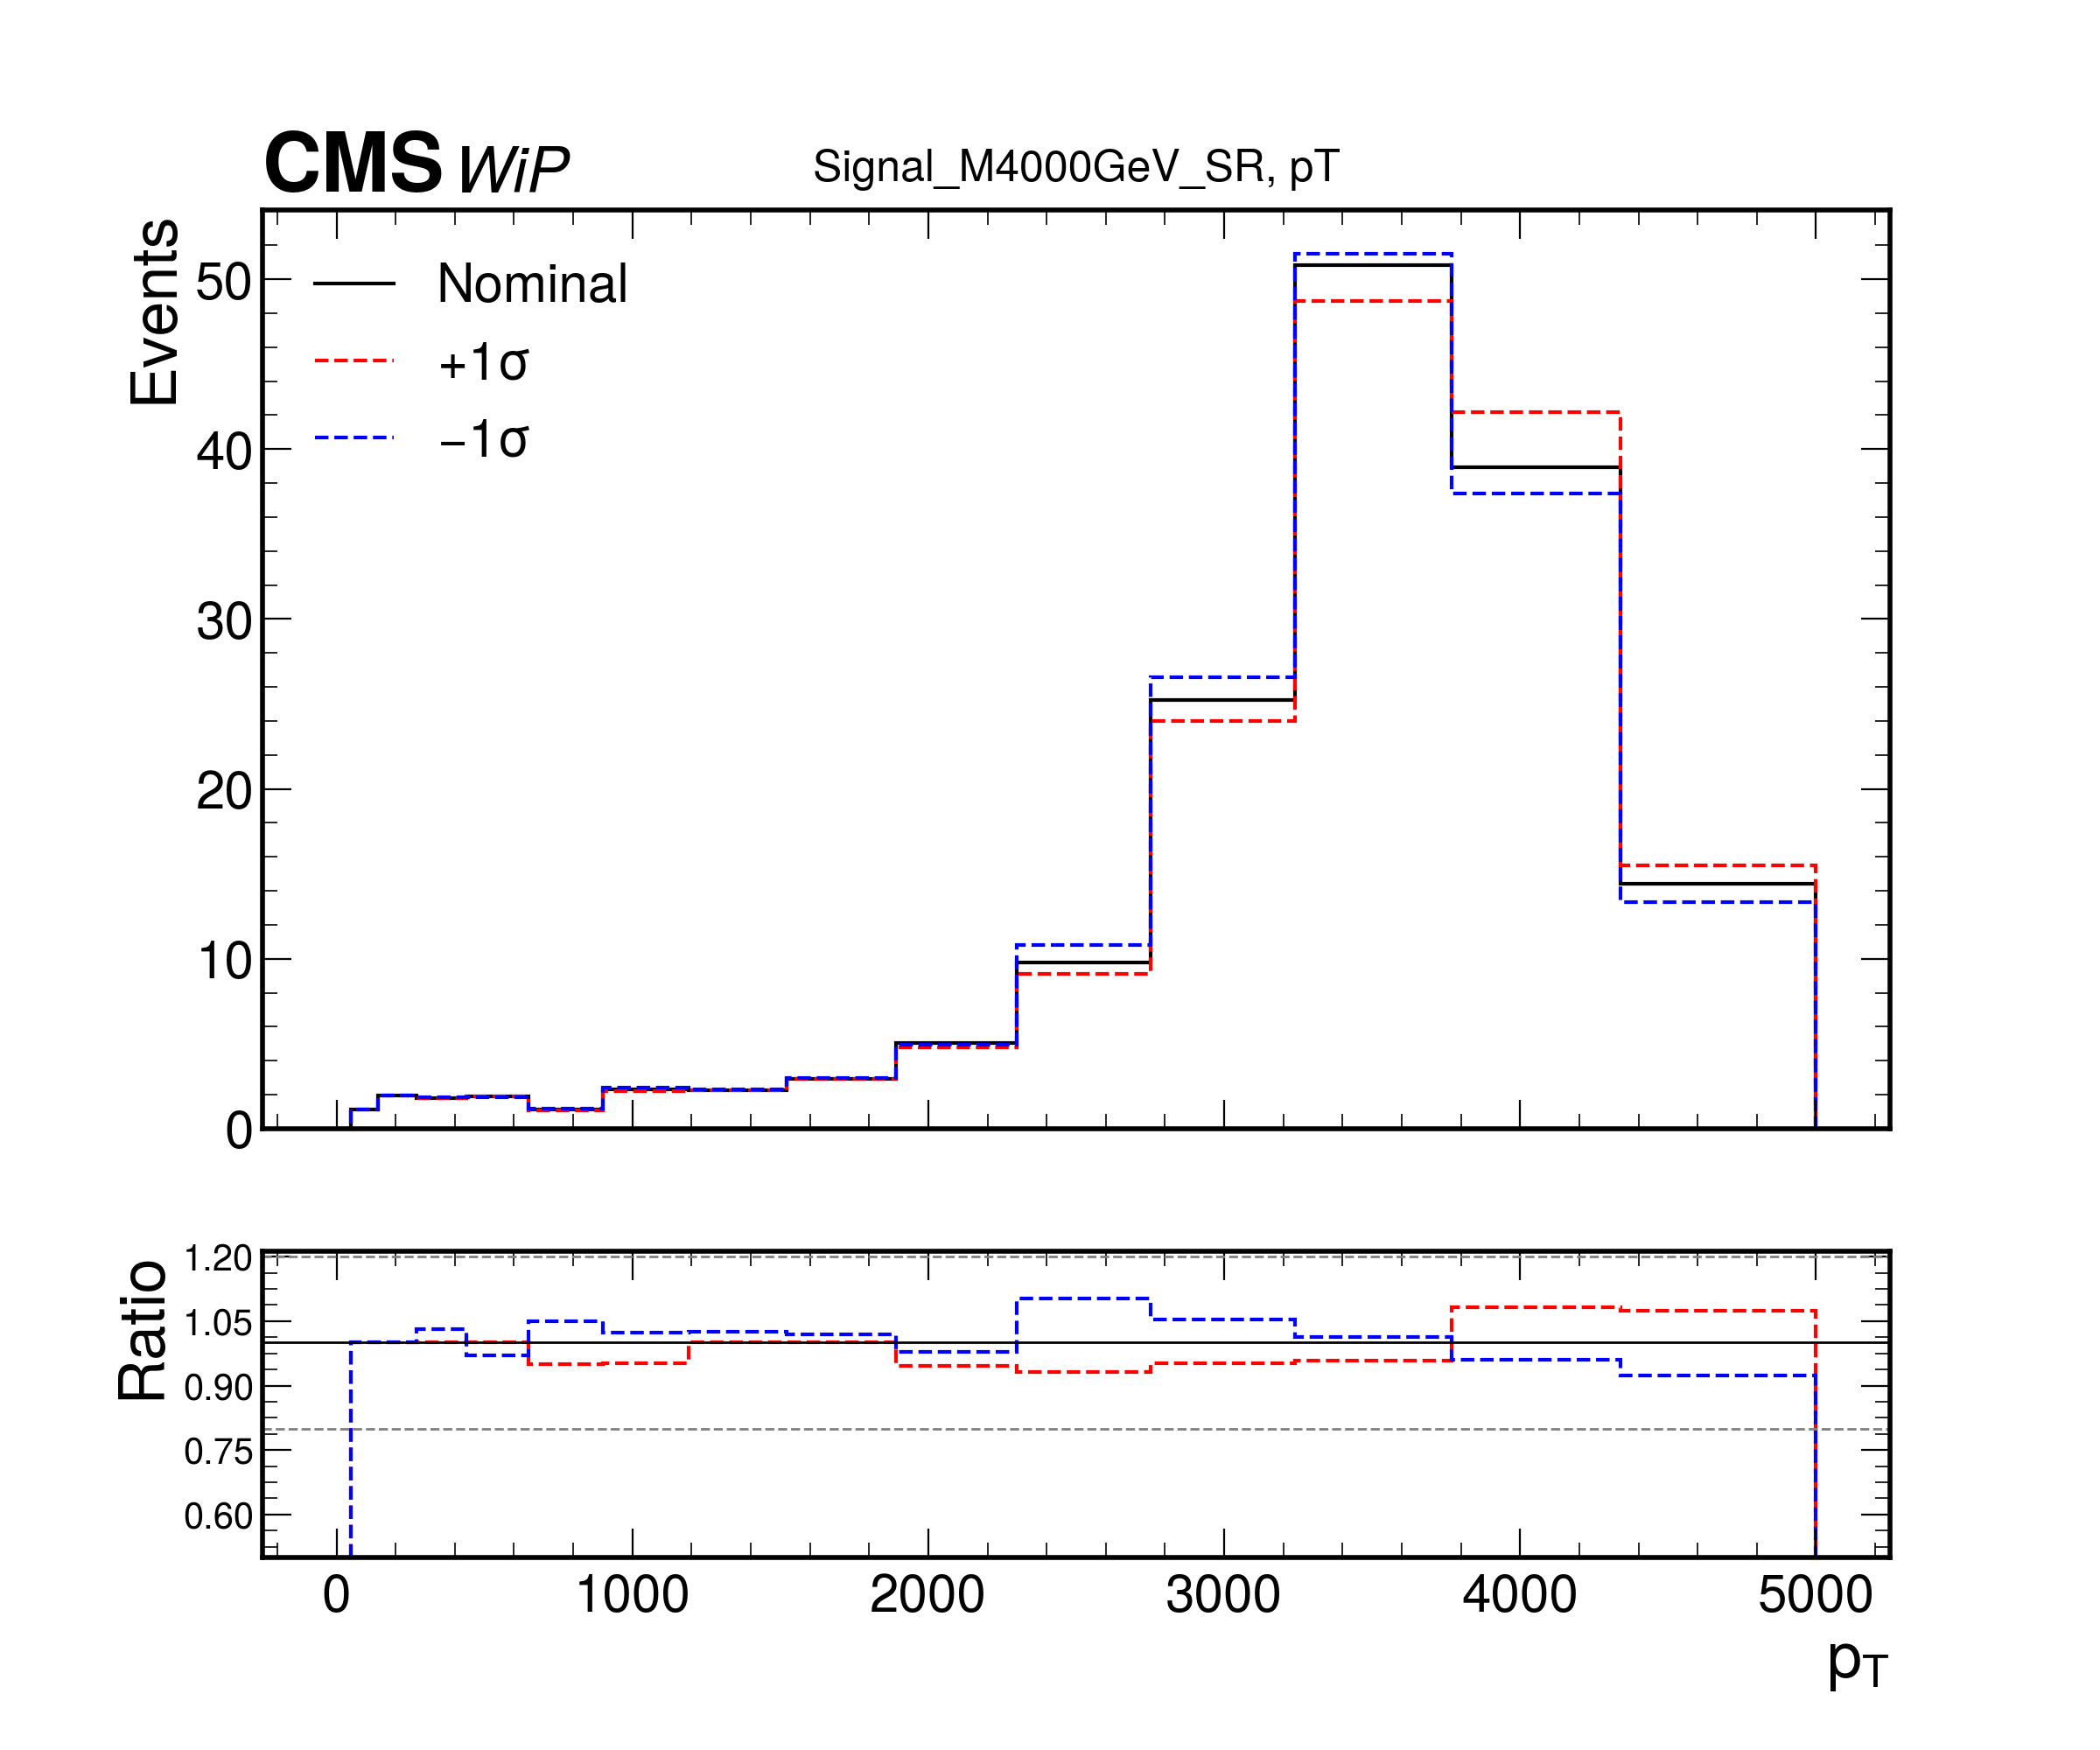 CMS WiP
Signal_M4000GeV_SR, pT
Events
50
40
30
20
10
0
Nominal
+1σ
−1σ
Ratio
1.20
1.05
0.90
0.75
0.60
0 1000 2000 3000 4000 5000
pT